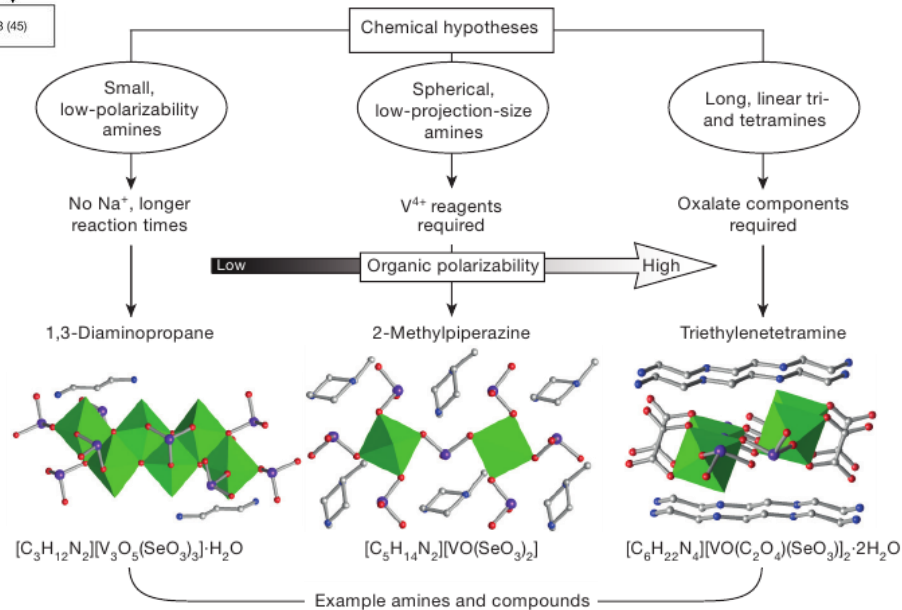 3 (45)
Chemical hypotheses
Small,
low-polarizability
amines
Spherical,
low-projection-size
amines
Long, linear tri-
and tetramines
No Na⁺, longer
reaction times
V⁴⁺ reagents
required
Oxalate components
required
Low
Organic polarizability
High
1,3-Diaminopropane
2-Methylpiperazine
Triethylenetetramine
[C₃H₁₂N₂][V₃O₅(SeO₃)₃]·H₂O
[C₅H₁₄N₂][VO(SeO₃)₂]
[C₆H₂₂N₄][VO(C₂O₄)(SeO₃)]₂·2H₂O
Example amines and compounds